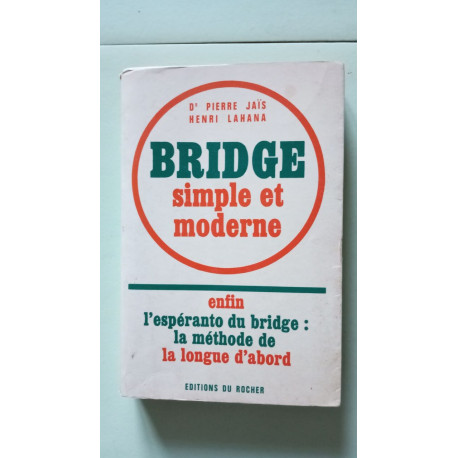 Dr PIERRE JAÏS
HENRI LAHANA
BRIDGE
simple et
moderne
enfin
l'espéranto du bridge :
la méthode de
la longue d'abord
EDITIONS DU ROCHER